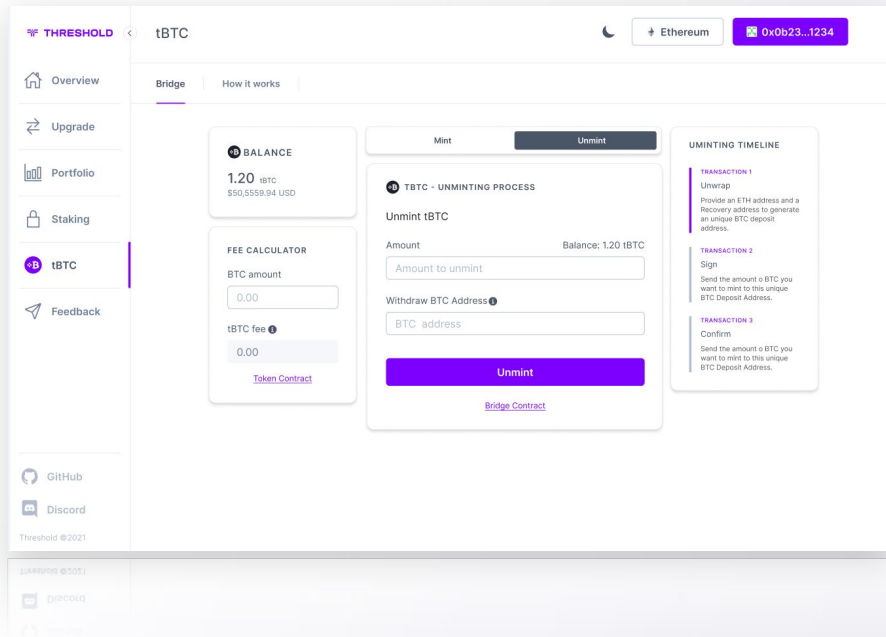 THRESHOLD
tBTC
Ethereum
0x0b23...1234
Overview
Upgrade
Portfolio
Staking
tBTC
Feedback
GitHub
Discord
Threshold @2021
Bridge
How it works
BALANCE
1.20 tBTC
$50,5559.94 USD
FEE CALCULATOR
BTC amount
0.00
tBTC fee
0.00
Token Contract
Mint
Unmint
TBTC - UNMINTING PROCESS
Unmint tBTC
Amount
Balance: 1.20 tBTC
Amount to unmint
Withdraw BTC Address
BTC address
Unmint
Bridge Contract
UMINTING TIMELINE
TRANSACTION 1
Unwrap
Provide an ETH address and a
Recovery address to generate
an unique BTC deposit
address.
TRANSACTION 2
Sign
Send the amount o BTC you
want to mint to this unique
BTC Deposit Address.
TRANSACTION 3
Confirm
Send the amount o BTC you
want to mint to this unique
BTC Deposit Address.
Threshold @2021
Discord